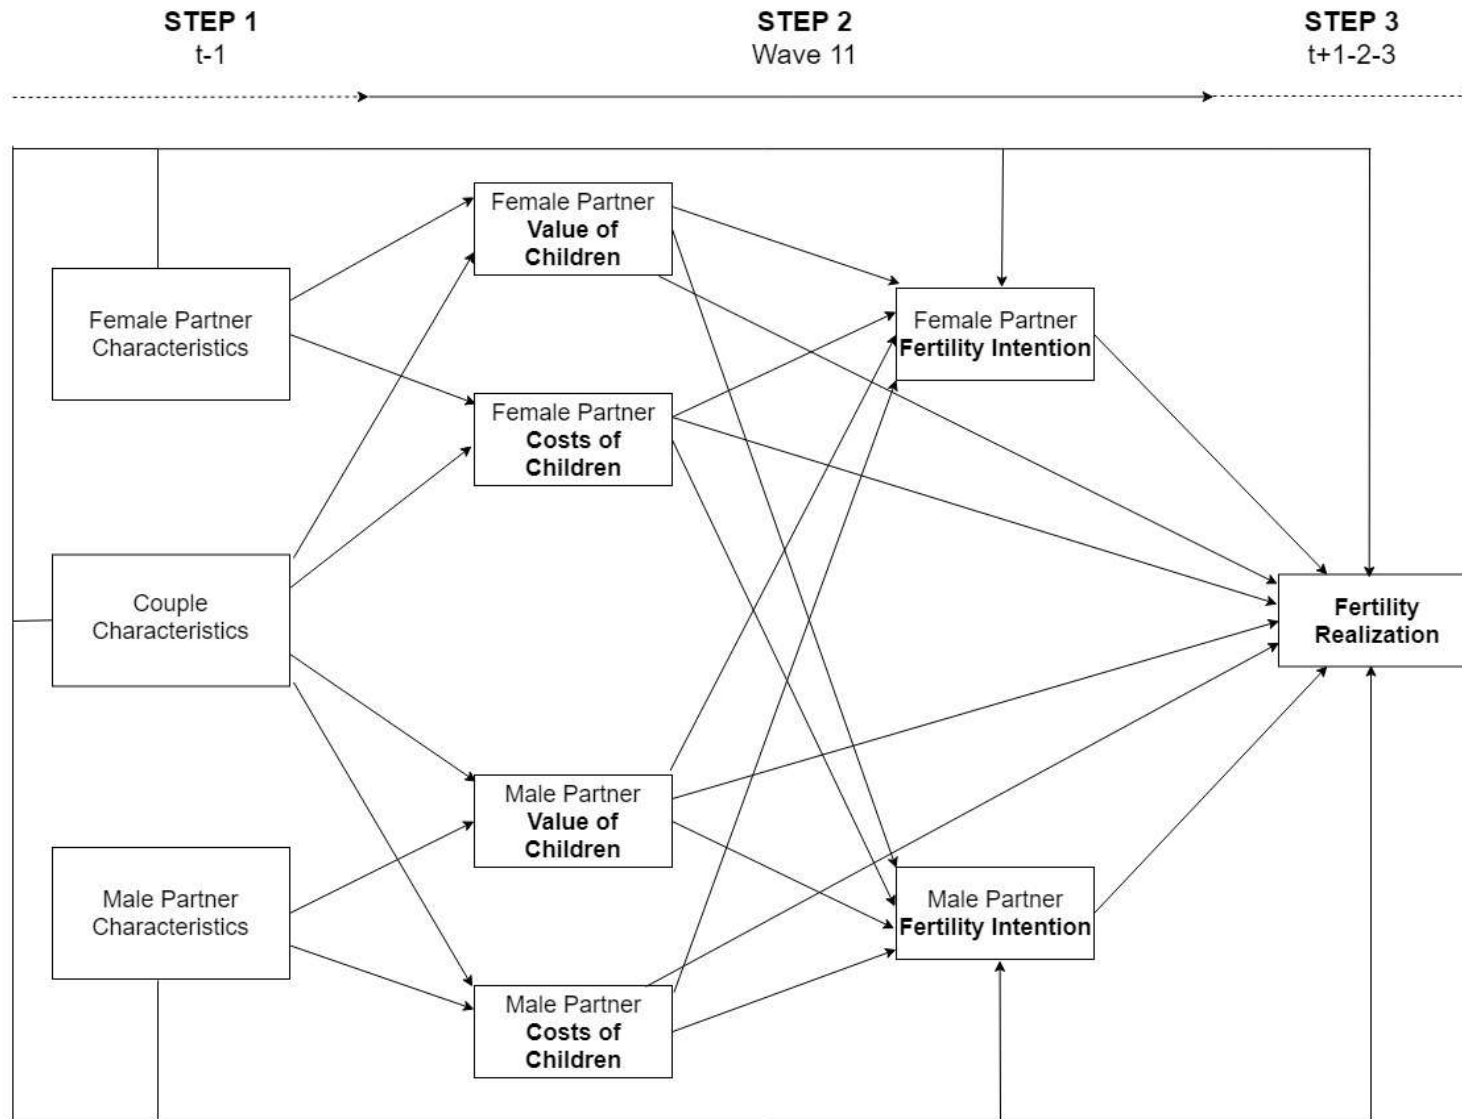 STEP 1
t-1
STEP 2
Wave 11
STEP 3
t+1-2-3
Female Partner
Characteristics
Couple
Characteristics
Male Partner
Characteristics
Female Partner
Value of
Children
Female Partner
Costs of
Children
Male Partner
Value of
Children
Male Partner
Costs of
Children
Female Partner
Fertility Intention
Male Partner
Fertility Intention
Fertility
Realization